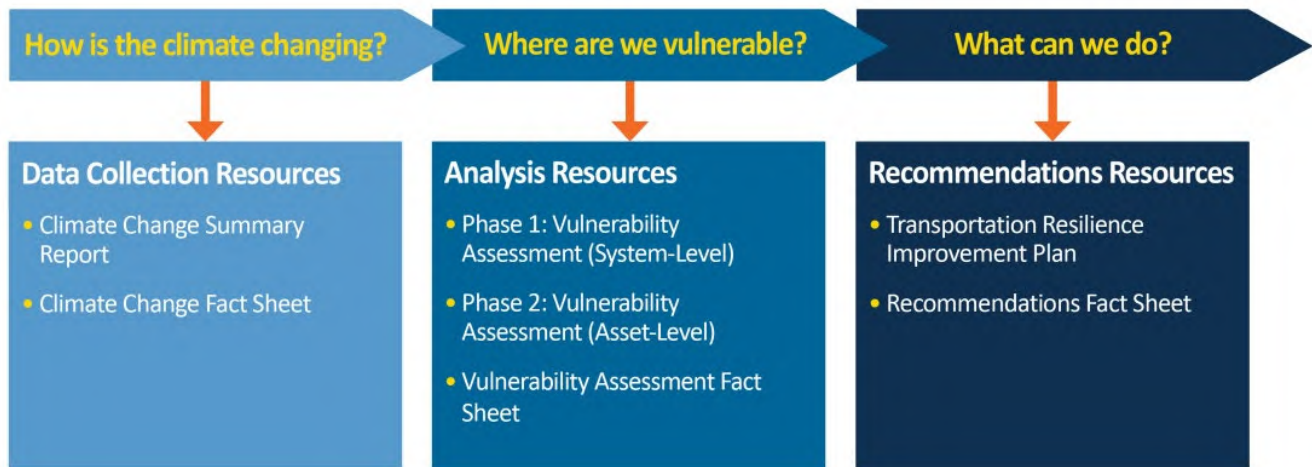 How is the climate changing?
Where are we vulnerable?
What can we do?
Data Collection Resources
• Climate Change Summary
Report
• Climate Change Fact Sheet
Analysis Resources
• Phase 1: Vulnerability
Assessment (System-Level)
• Phase 2: Vulnerability
Assessment (Asset-Level)
• Vulnerability Assessment Fact
Sheet
Recommendations Resources
• Transportation Resilience
Improvement Plan
• Recommendations Fact Sheet